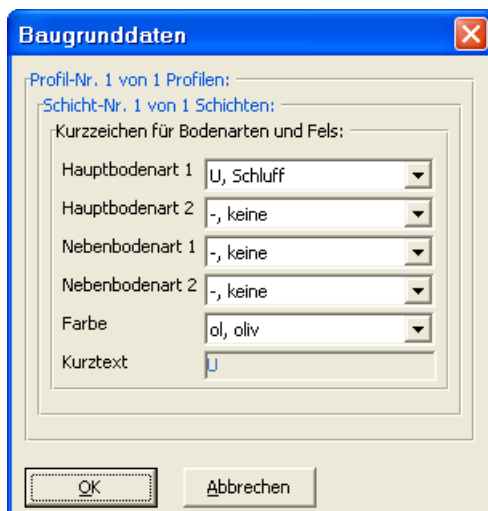 Baugrunddaten
Profil-Nr. 1 von 1 Profilen:
Schicht-Nr. 1 von 1 Schichten:
Kurzzeichen für Bodenarten und Fels:
Hauptbodenart 1 U, Schluff
Hauptbodenart 2 -, keine
Nebenbodenart 1 -, keine
Nebenbodenart 2 -, keine
Farbe ol, oliv
Kurztext U
OK Abbrechen